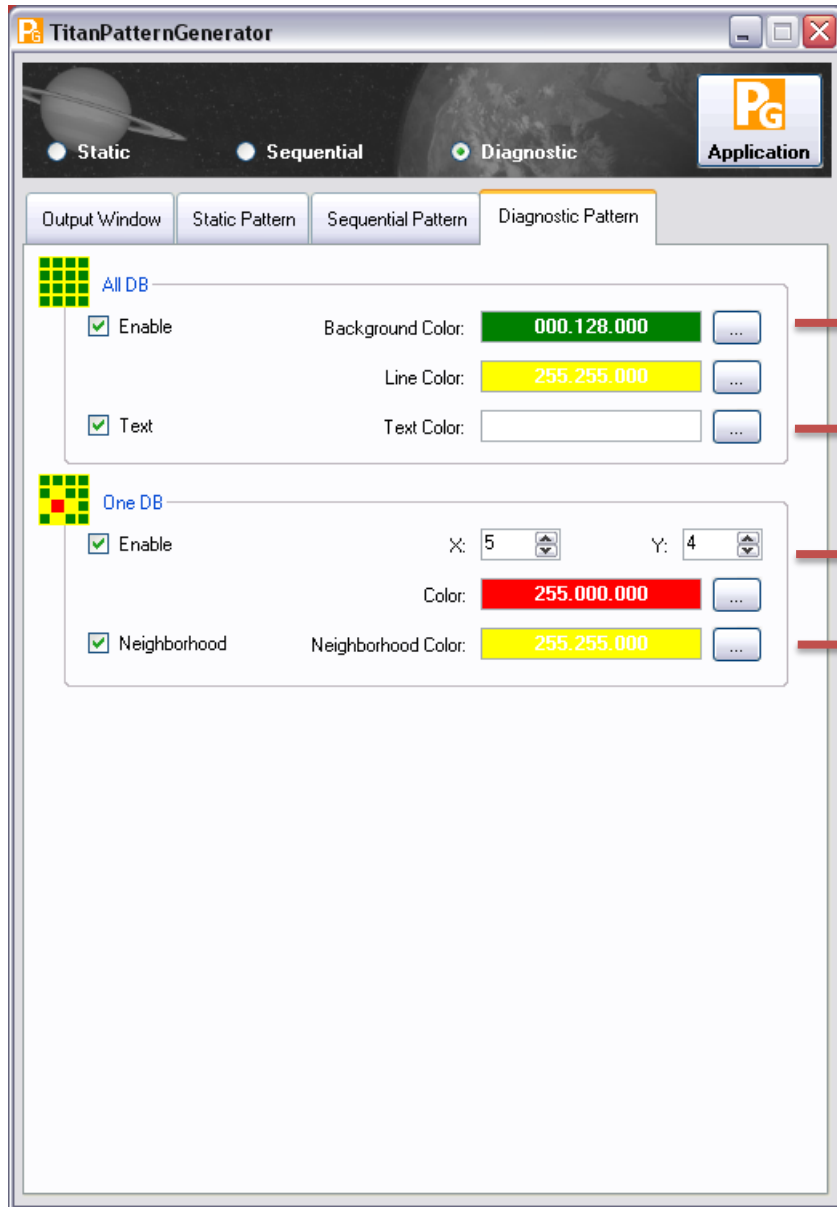 PG TitanPatternGenerator
PG
Static Sequential Diagnostic Application
Output Window Static Pattern Sequential Pattern Diagnostic Pattern
All DB
Enable Background Color: 000.128.000 ...
Line Color: 255.255.000 ...
Text Text Color: ...
One DB
Enable X: 5 Y: 4
Color: 255.000.000 ...
Neighborhood Neighborhood Color: 255.255.000 ...